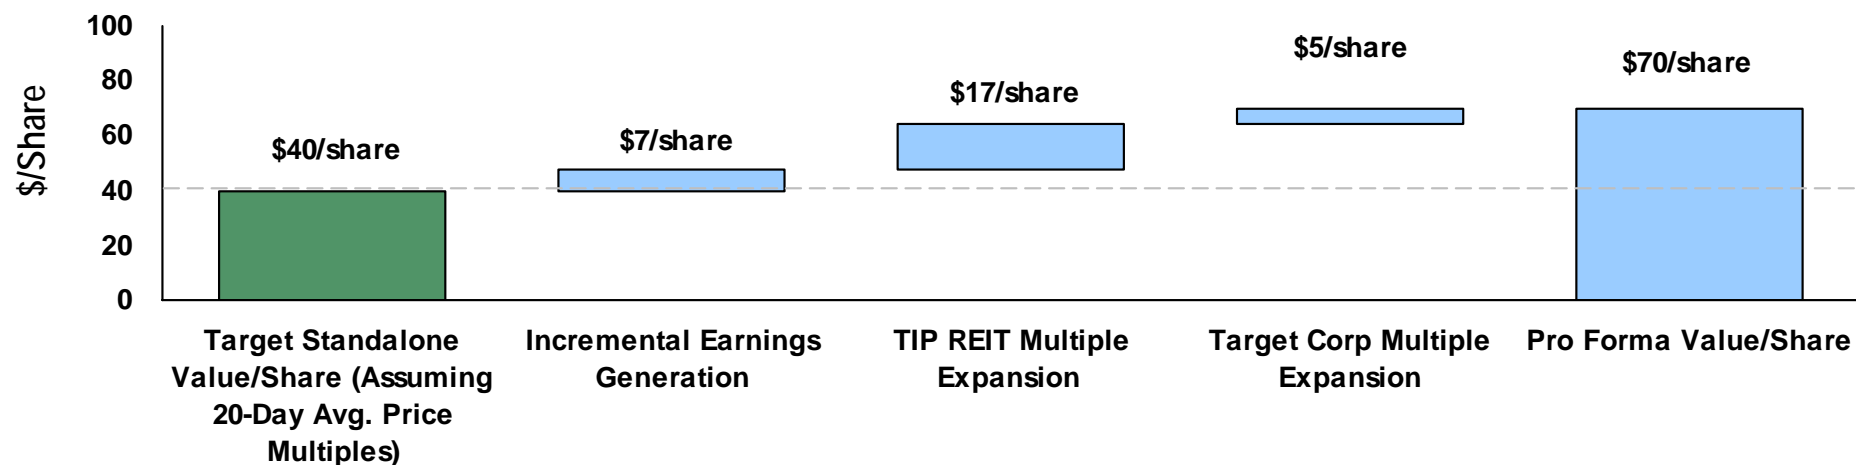 100
80
60
40
20
0
$/Share
$40/share
$7/share
$17/share
$5/share
$70/share
Target Standalone
Value/Share (Assuming
20-Day Avg. Price
Multiples)
Incremental Earnings
Generation
TIP REIT Multiple
Expansion
Target Corp Multiple
Expansion
Pro Forma Value/Share